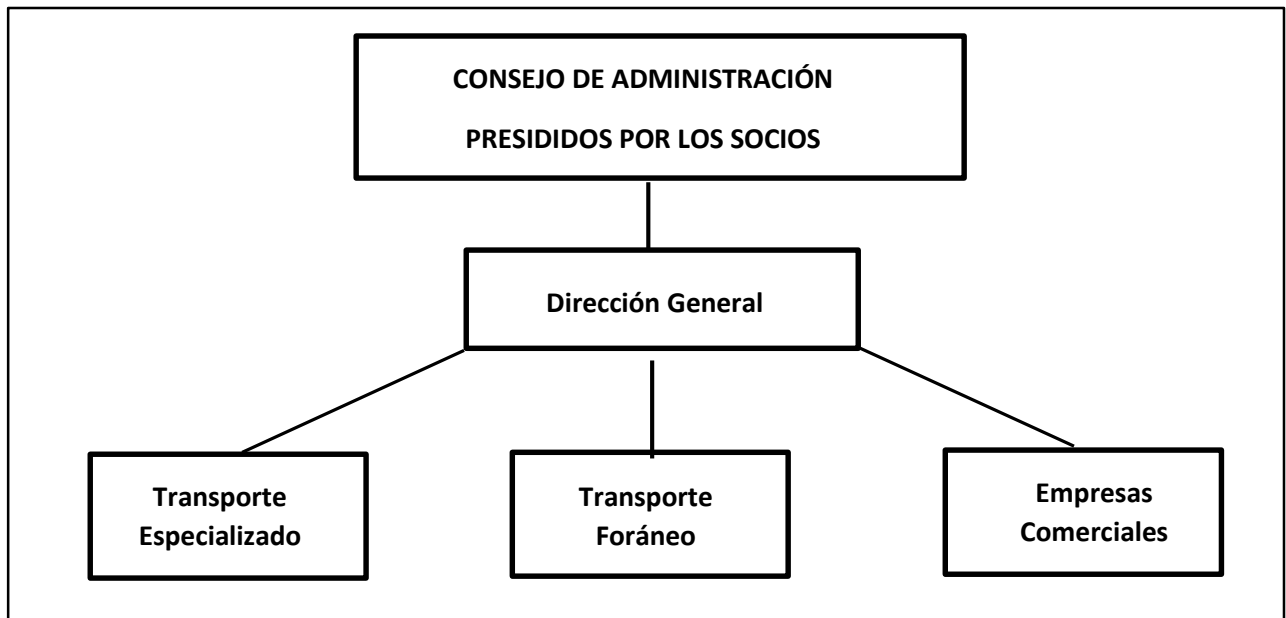 CONSEJO DE ADMINISTRACIÓN
PRESIDIDOS POR LOS SOCIOS
Dirección General
Transporte
Especializado
Transporte
Foráneo
Empresas
Comerciales